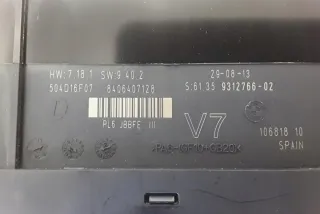 HW:7.18.1 SW:9.40.2 29-08-13
504D16F07 8406407128 S:61.35 9312766-02
PL6 JBBFE III V7 106818 10
SPAIN